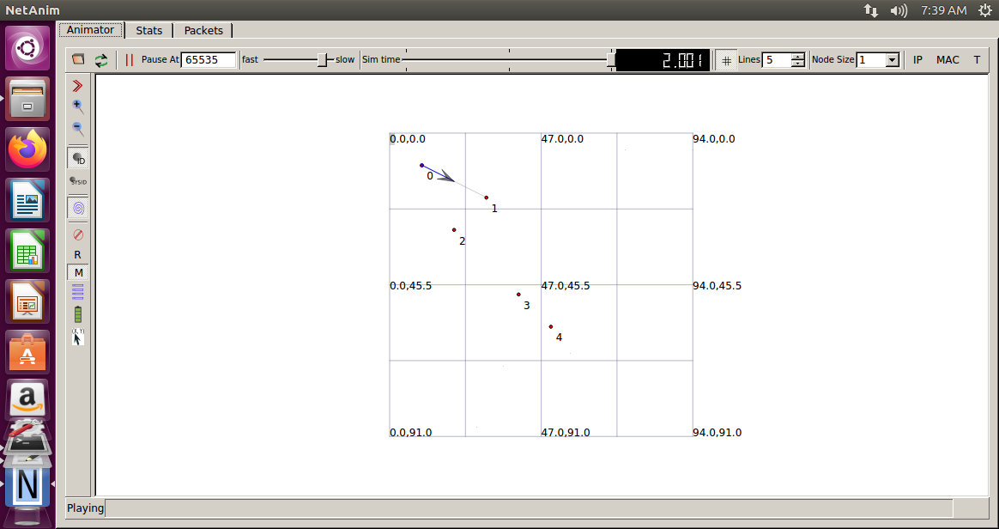 NetAnim
7:39 AM
Animator
Stats
Packets
Pause At 65535
fast
slow
Sim time
2.001
Lines 5
Node Size 1
IP
MAC
T
ID
SYSID
R
M
(X,Y)
0.0,0.0
47.0,0.0
94.0,0.0
0
1
2
0.0,45.5
47.0,45.5
94.0,45.5
3
4
0.0,91.0
47.0,91.0
94.0,91.0
A
a
N
Playing